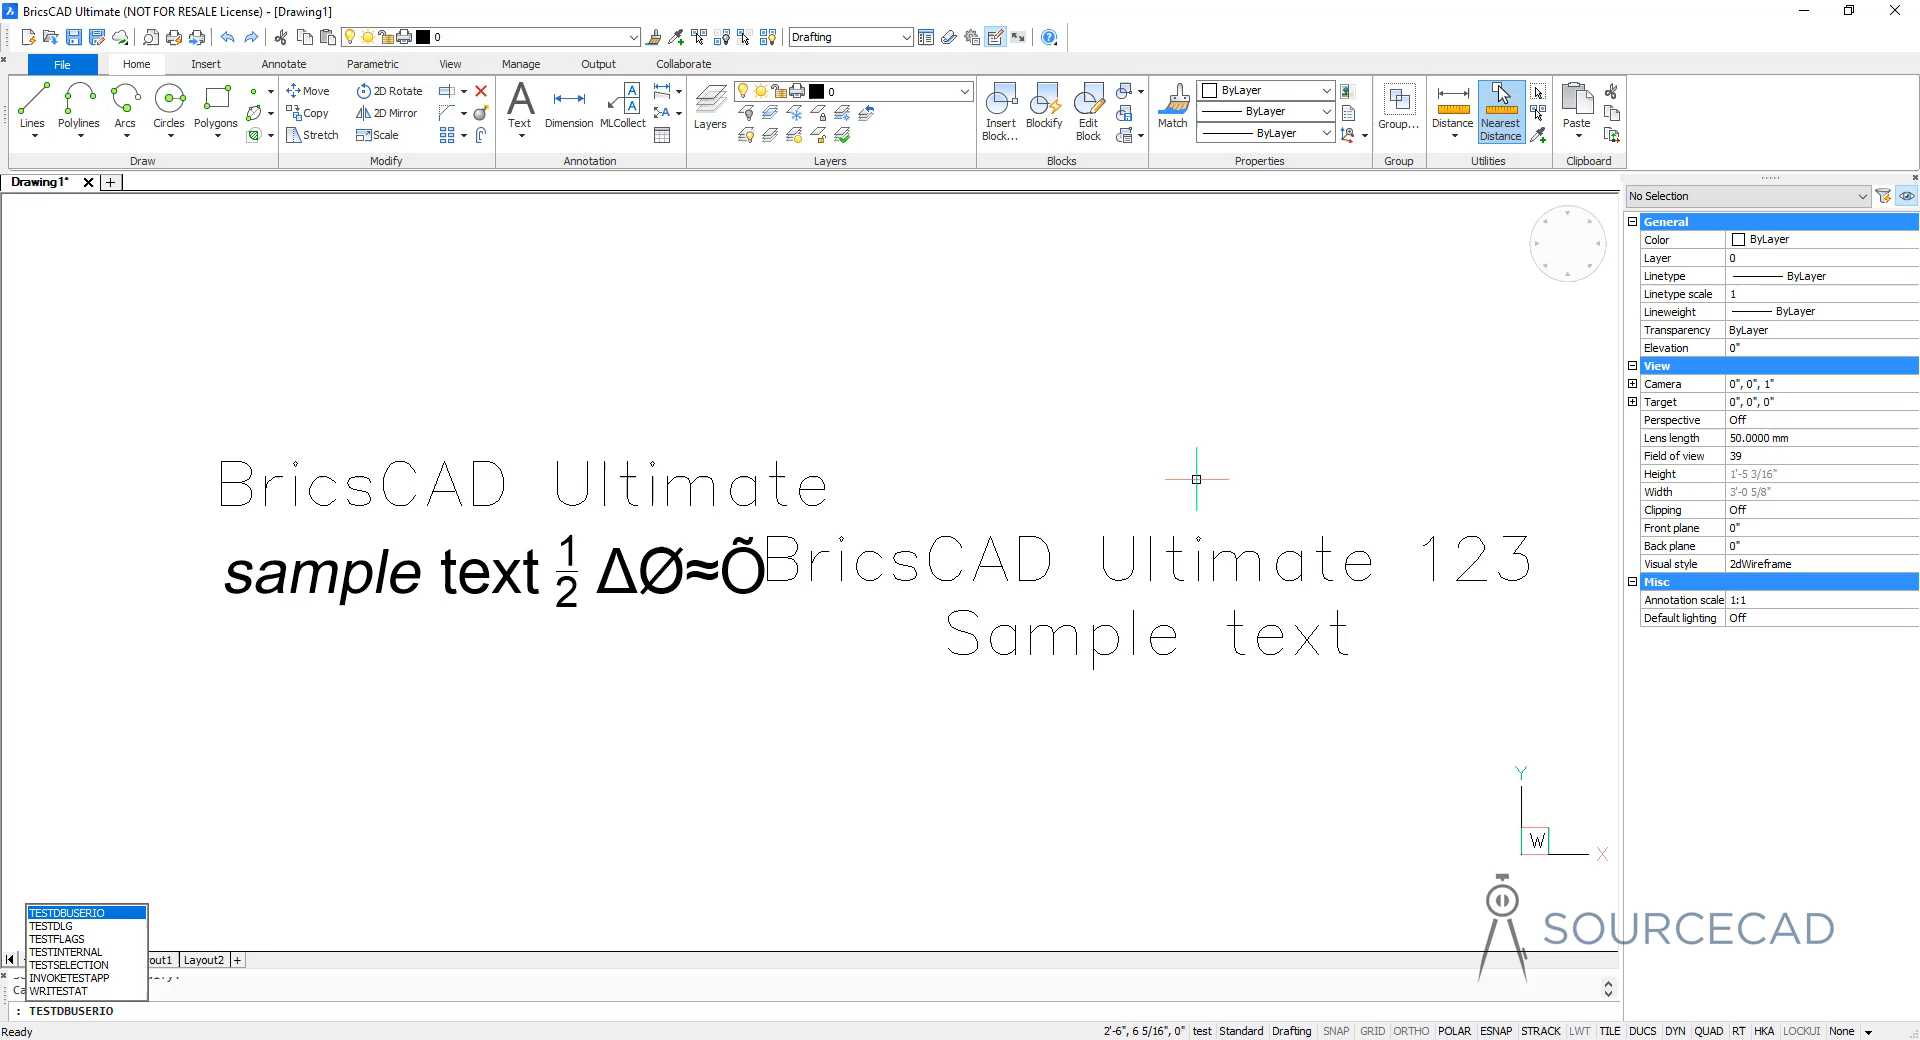 BricsCAD Ultimate (NOT FOR RESALE License) - [Drawing1]
0
Drafting
File Home Insert Annotate Parametric View Manage Output Collaborate
Lines
Polylines
Arcs
Circles
Polygons
Draw
Move
Copy
Stretch
2D Rotate
2D Mirror
Scale
Modify
Text
Dimension
MLCollect
Annotation
Layers
0
Layers
Insert Block...
Blockify
Edit Block
Blocks
Match
ByLayer
ByLayer
ByLayer
Properties
Group...
Group
Distance
Nearest Distance
Utilities
Paste
Clipboard
Drawing1*
BricsCAD Ultimate
sample text 1/2 ΔØ≈Õ
BricsCAD Ultimate 123
Sample text
Y
W
X
No Selection
General
Color ByLayer
Layer 0
Linetype ByLayer
Linetype scale 1
Lineweight ByLayer
Transparency ByLayer
Elevation 0"
View
Camera 0", 0", 1"
Target 0", 0", 0"
Perspective Off
Lens length 50.0000 mm
Field of view 39
Height 1'-5 3/16"
Width 3'-0 5/8"
Clipping Off
Front plane 0"
Back plane 0"
Visual style 2dWireframe
Misc
Annotation scale 1:1
Default lighting Off
SOURCECAD
TESTDBUSERIO
TESTDLG
TESTFLAGS
TESTINTERNAL
TESTSELECTION
INVOKETESTAPP
WRITESTAT
out1 Layout2 +
Ca
: TESTDBUSERIO
Ready
2'-6", 6 5/16", 0" test Standard Drafting SNAP GRID ORTHO POLAR ESNAP STRACK LWT TILE DUCS DYN QUAD RT HKA LOCKUI None